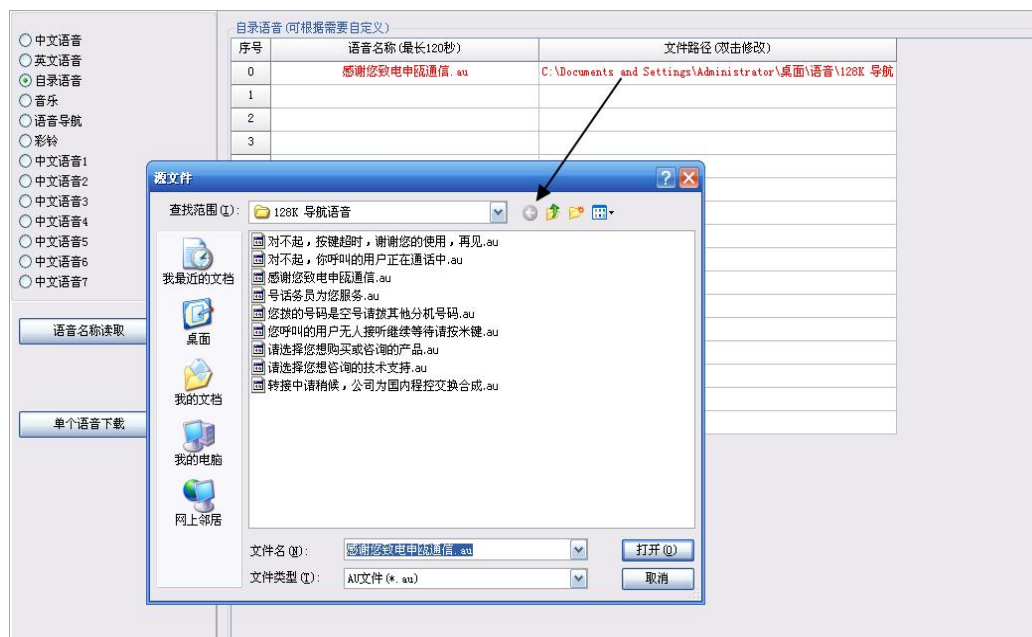 中文语音
英文语音
自录语音
音乐
语音导航
彩铃
中文语音1
中文语音2
中文语音3
中文语音4
中文语音5
中文语音6
中文语音7
语音名称读取
单个语音下载
自录语音(可根据需要自定义)
序号 语音名称(最长120秒) 文件路径(双击修改)
0 感谢您致电申瓯通信.au C:\Documents and Settings\Administrator\桌面\语音\128K 导航
1
2
3
源文件
查找范围(I): 128K 导航语音
我最近的文档
桌面
我的文档
我的电脑
网上邻居
对不起，按键超时，谢谢您的使用，再见.au
对不起，你呼叫的用户正在通话中.au
感谢您致电申瓯通信.au
号话务员为您服务.au
您拨的号码是空号请拨其他分机号码.au
您呼叫的用户无人接听继续等待请按米键.au
请选择您想购买或咨询的产品.au
请选择您想咨询的技术支持.au
转接中请稍候，公司为国内程控交换合成.au
文件名(N): 感谢您致电申瓯通信.au 打开(O)
文件类型(T): AU文件(*.au) 取消